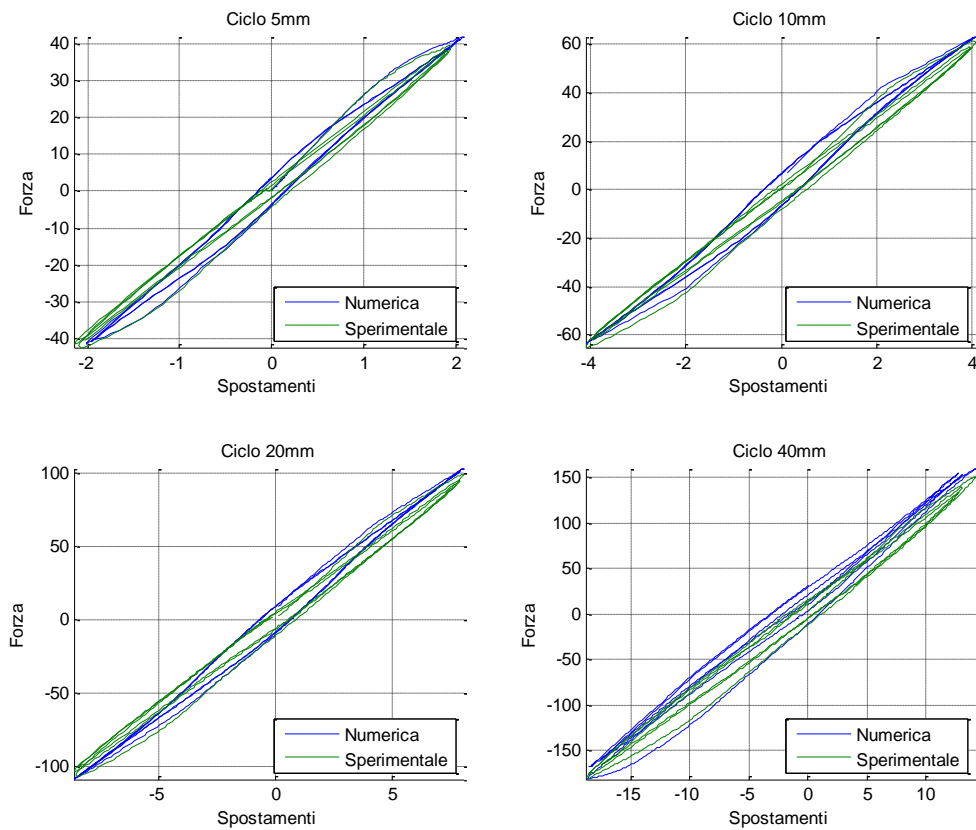 Ciclo 5mm
40
30
20
10
0
-10
-20
-30
-40
Forza
-2
-1
0
1
2
Spostamenti
Numerica
Sperimentale
Ciclo 10mm
60
40
20
0
-20
-40
-60
Forza
-4
-2
0
2
4
Spostamenti
Numerica
Sperimentale
Ciclo 20mm
100
50
0
-50
-100
Forza
-5
0
5
Spostamenti
Numerica
Sperimentale
Ciclo 40mm
150
100
50
0
-50
-100
-150
Forza
-15
-10
-5
0
5
10
Spostamenti
Numerica
Sperimentale